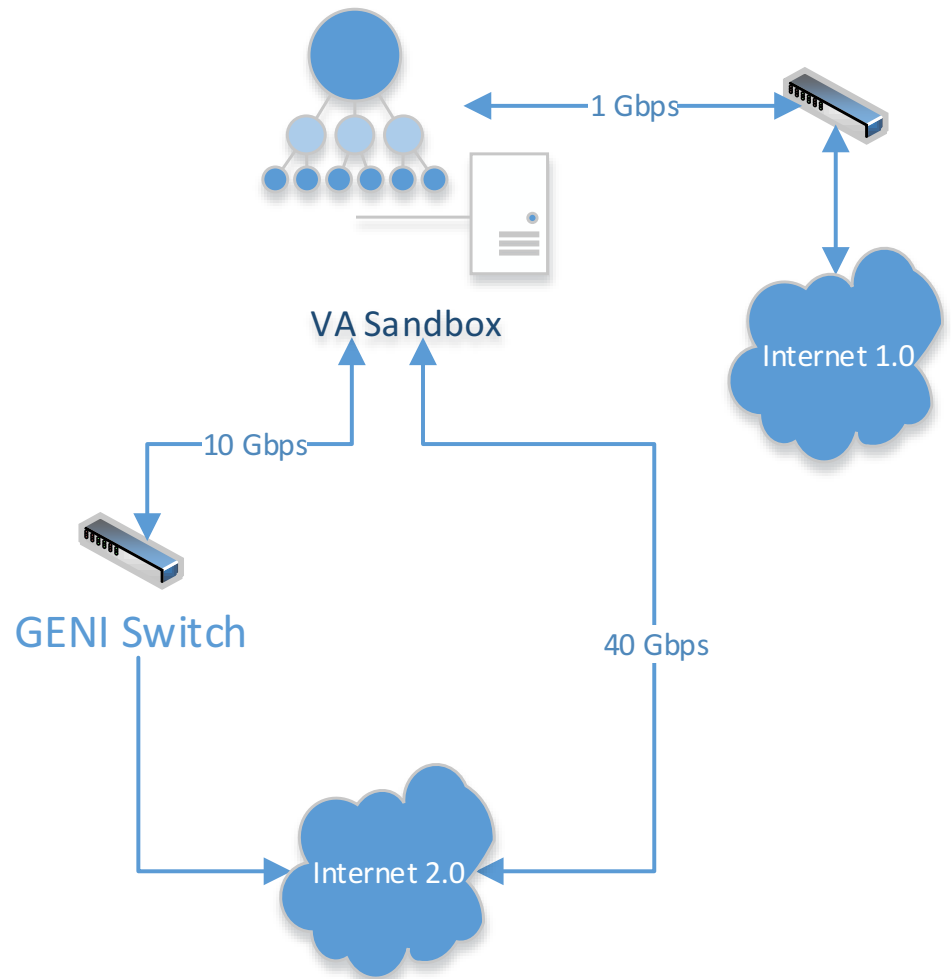 1 Gbps
VA Sandbox
Internet 1.0
10 Gbps
GENI Switch
40 Gbps
Internet 2.0